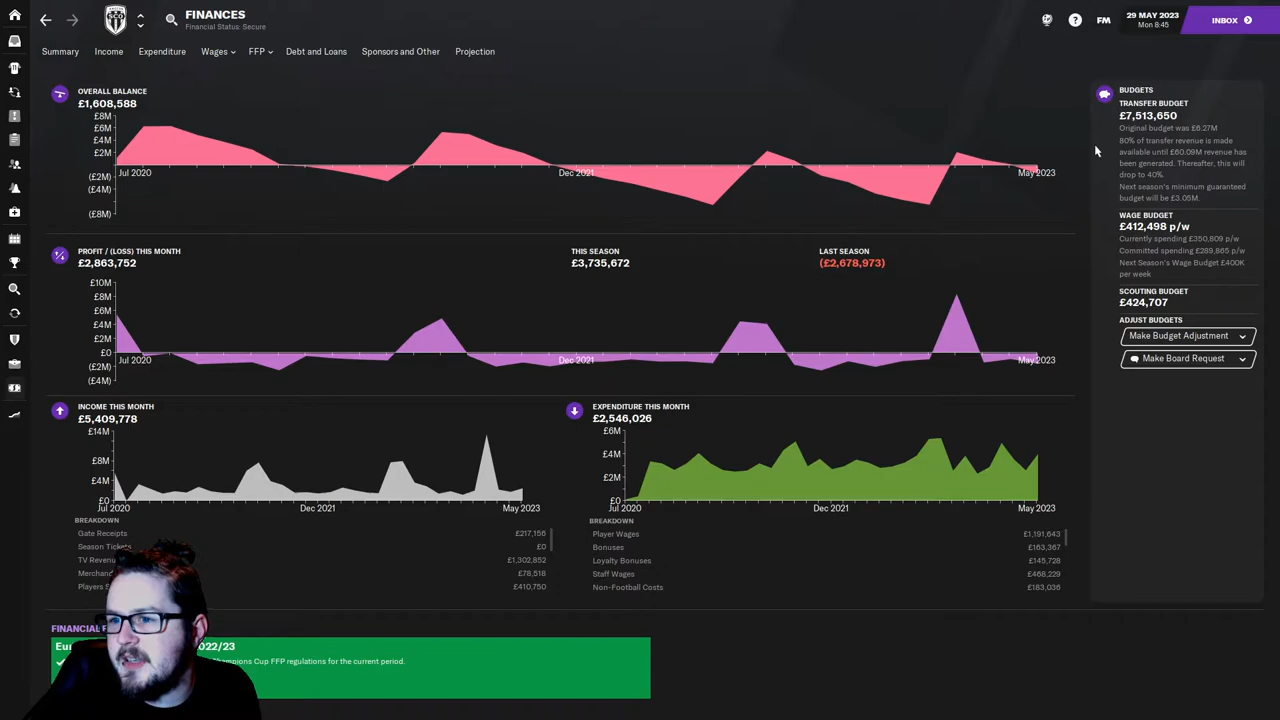 FINANCES
Financial Status: Secure
FM
29 MAY 2023
Mon 8:45
INBOX
SCO
Summary
Income
Expenditure
Wages
FFP
Debt and Loans
Sponsors and Other
Projection
OVERALL BALANCE
£1,608,588
£8M
£6M
£4M
£2M
(£2M)
(£4M)
(£8M)
Jul 2020
Dec 2021
May 2023
PROFIT / (LOSS) THIS MONTH
£2,863,752
THIS SEASON
£3,735,672
LAST SEASON
(£2,678,973)
£10M
£8M
£6M
£4M
£2M
£0
(£2M)
(£4M)
Jul 2020
Dec 2021
May 2023
INCOME THIS MONTH
£5,409,778
£14M
£8M
£4M
£0
Jul 2020
Dec 2021
May 2023
BREAKDOWN
Gate Receipts £217,156
Season Tickets £0
TV Revenu £1,302,852
Merchan £78,518
Players S £410,750
EXPENDITURE THIS MONTH
£2,546,026
£6M
£4M
£2M
£0
Jul 2020
Dec 2021
May 2023
BREAKDOWN
Player Wages £1,191,643
Bonuses £163,367
Loyalty Bonuses £145,728
Staff Wages £468,229
Non-Football Costs £183,036
BUDGETS
TRANSFER BUDGET
£7,513,650
Original budget was £6.27M
80% of transfer revenue is made
available until £60.09M revenue has
been generated. Thereafter, this will
drop to 40%.
Next season's minimum guaranteed
budget will be £3.05M.
WAGE BUDGET
£412,498 p/w
Currently spending £350,809 p/w
Committed spending £289,865 p/w
Next Season's Wage Budget £400K
per week
SCOUTING BUDGET
£424,707
ADJUST BUDGETS
Make Budget Adjustment
Make Board Request
FINANCIAL F
Eur 2022/23
hampions Cup FFP regulations for the current period.